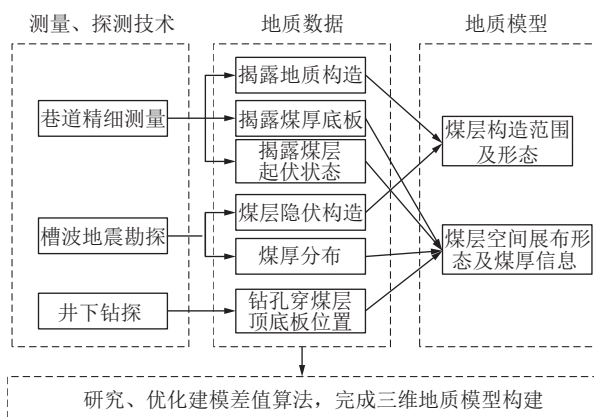 测量、探测技术
地质数据
地质模型
巷道精细测量
槽波地震勘探
井下钻探
揭露地质构造
揭露煤厚底板
揭露煤层
起伏状态
煤层隐伏构造
煤厚分布
钻孔穿煤层
顶底板位置
煤层构造范围
及形态
煤层空间展布形
态及煤厚信息
研究、优化建模差值算法，完成三维地质模型构建